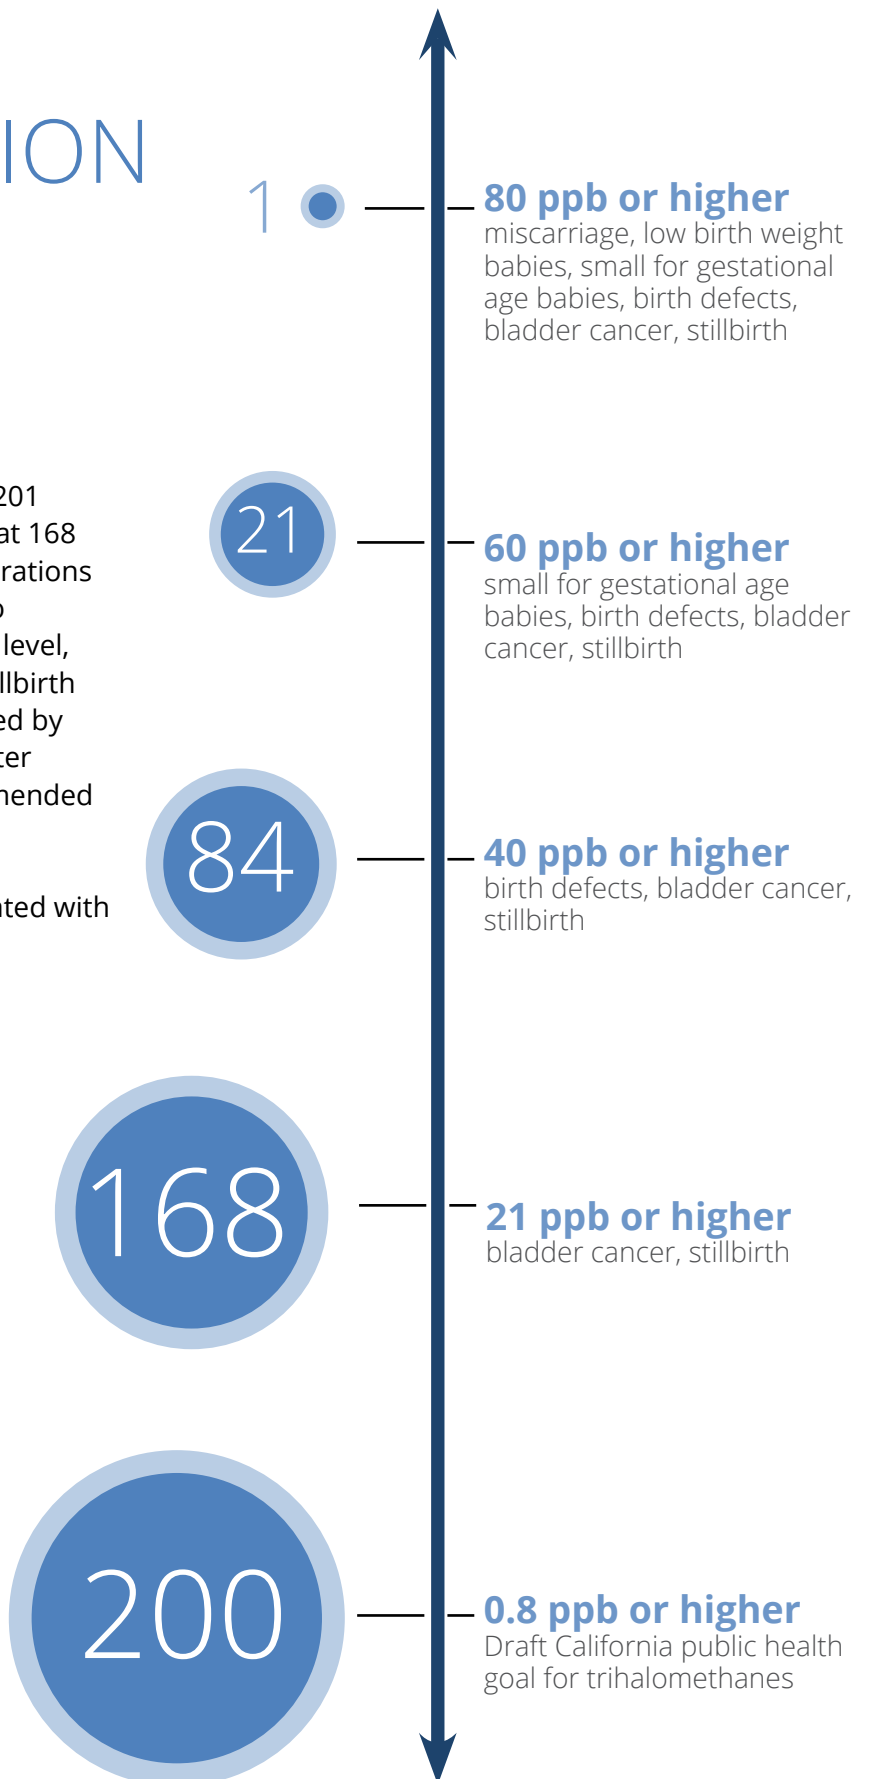 ION
1
80 ppb or higher
miscarriage, low birth weight
babies, small for gestational
age babies, birth defects,
bladder cancer, stillbirth
201
at 168
rations
level,
llbirth
ed by
ter
mended
ated with
21
60 ppb or higher
small for gestational age
babies, birth defects, bladder
cancer, stillbirth
84
40 ppb or higher
birth defects, bladder cancer,
stillbirth
168
21 ppb or higher
bladder cancer, stillbirth
200
0.8 ppb or higher
Draft California public health
goal for trihalomethanes